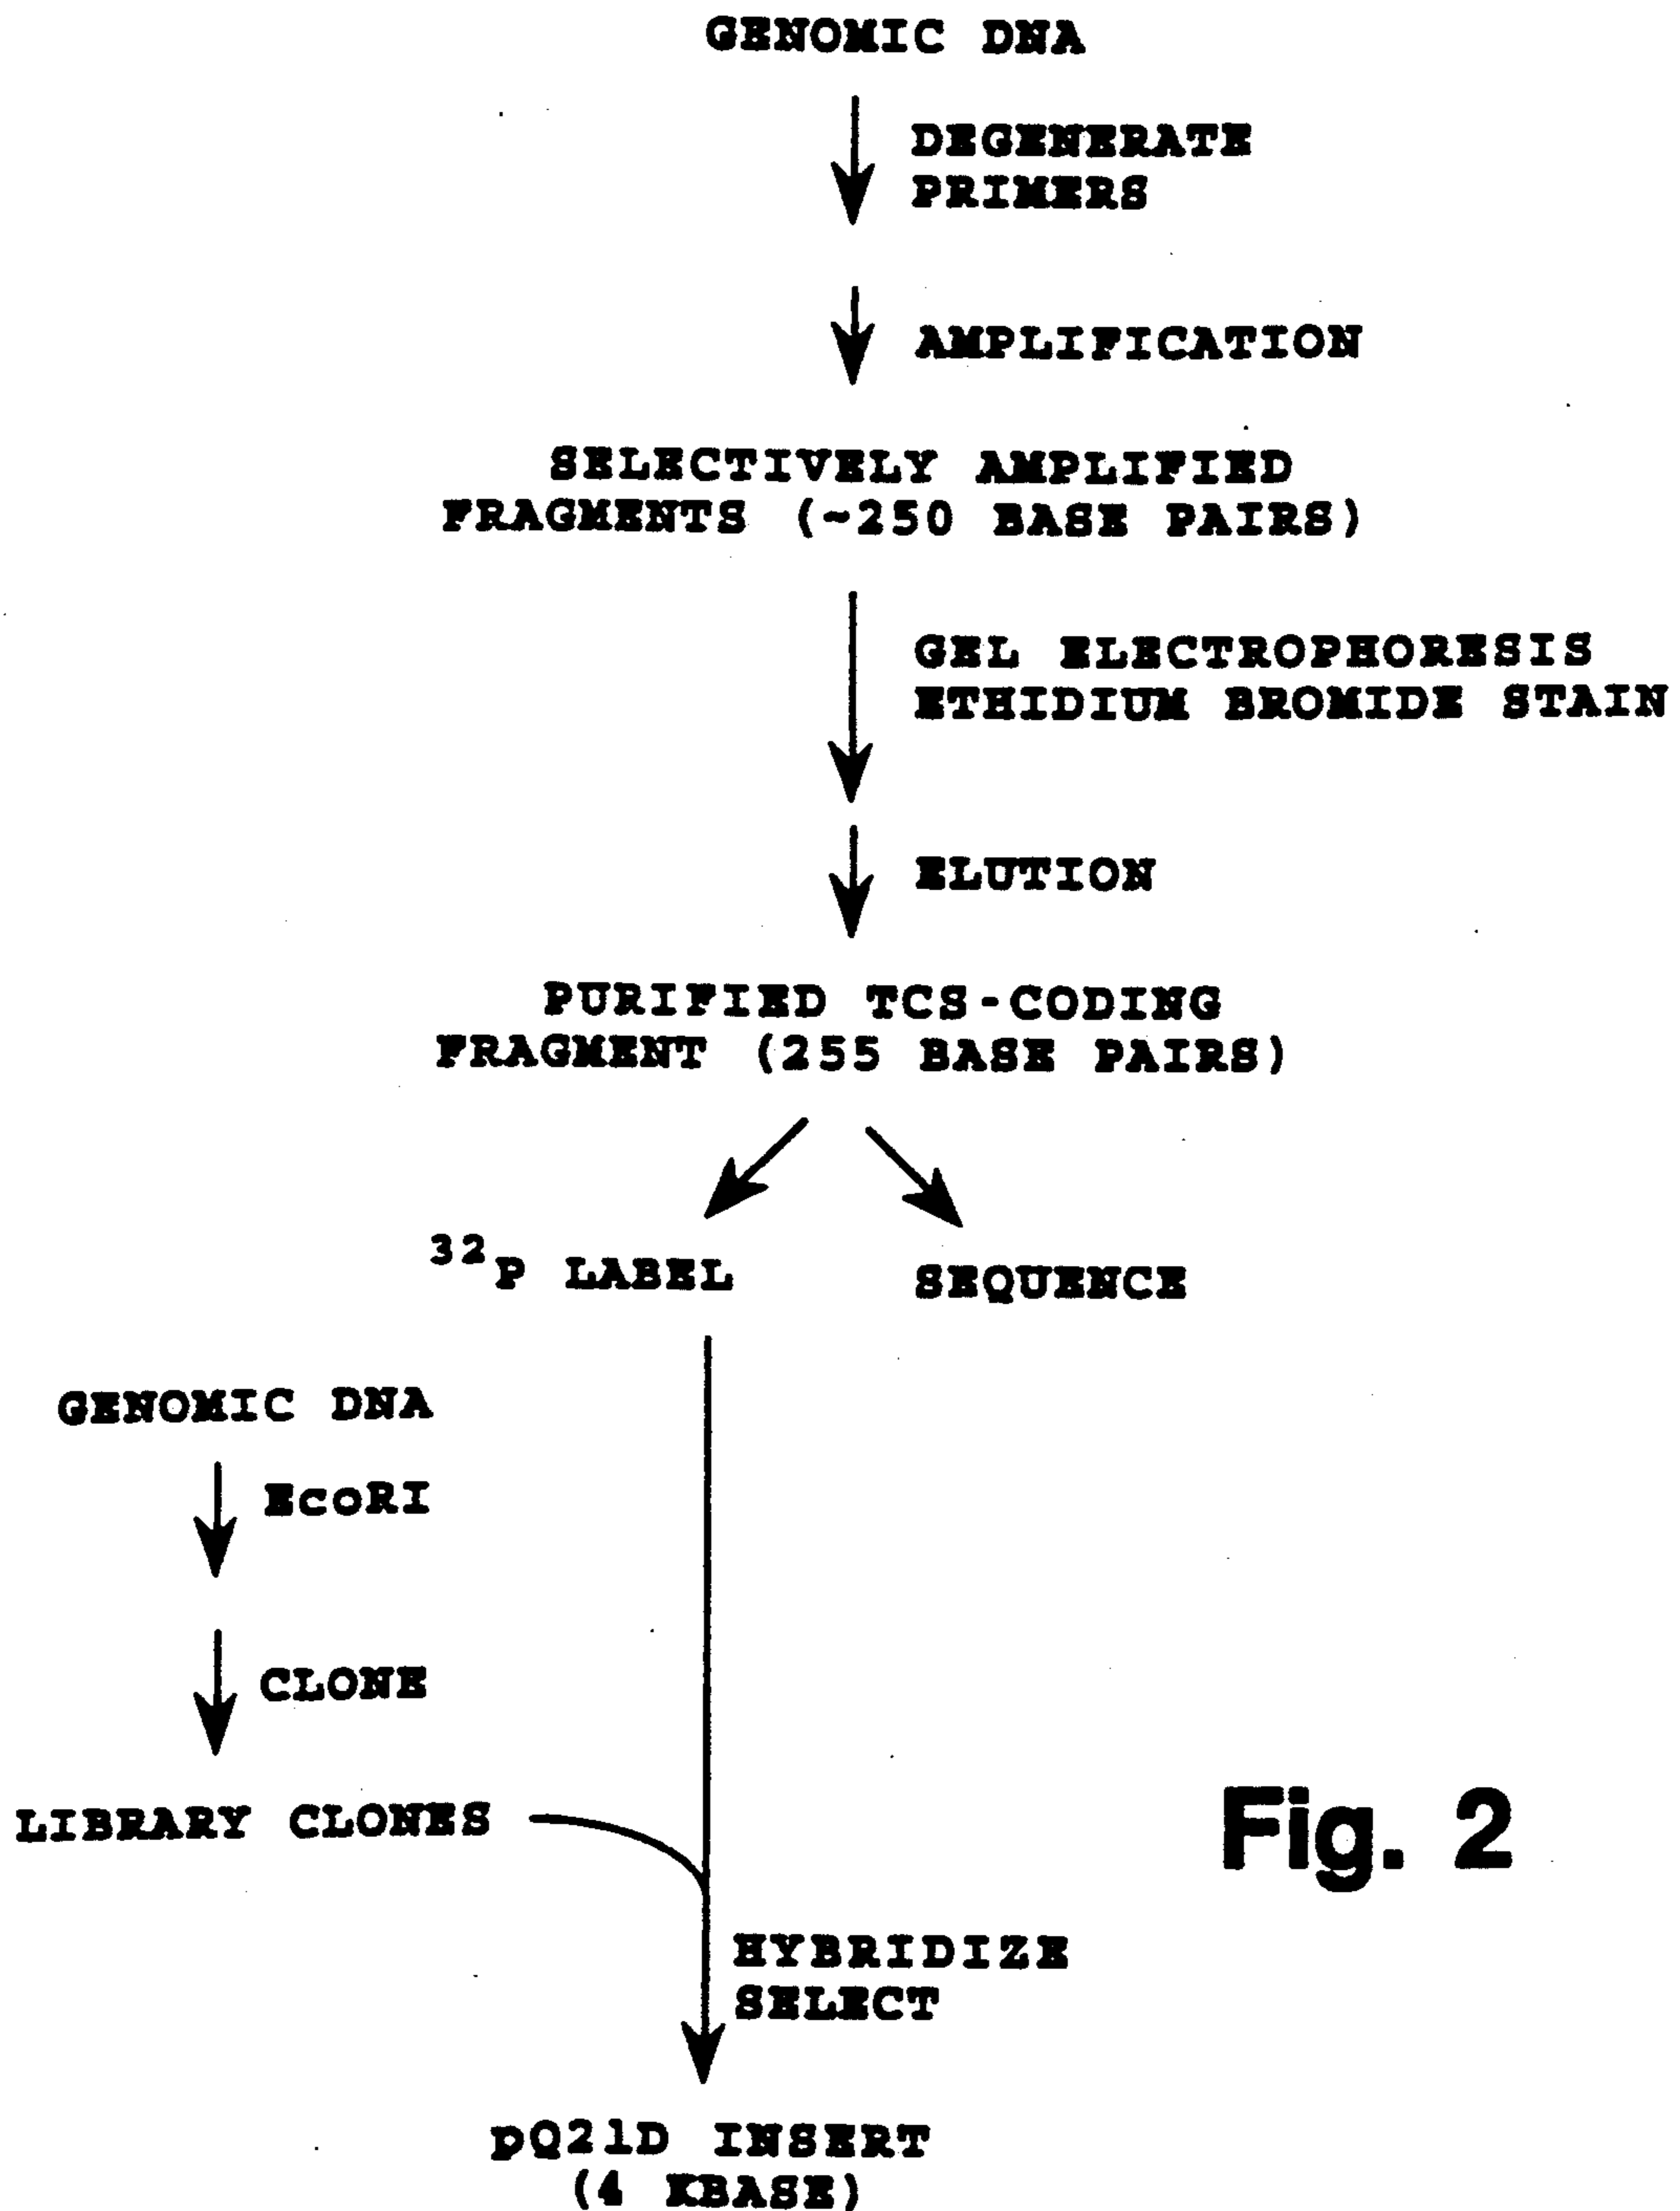 GENOMIC DNA
DEGENERATE
PRIMERS
AMPLIFICATION
SELECTIVELY AMPLIFIED
FRAGMENTS (~250 BASE PAIRS)
GEL ELECTROPHORESIS
ETHIDIUM BROMIDE STAIN
ELUTION
PURIFIED TCS-CODING
FRAGMENT (255 BASE PAIRS)
³²P LABEL
SEQUENCE
GENOMIC DNA
EcoRI
CLONE
LIBRARY CLONES
HYBRIDIZE
SELECT
pQ21D INSERT
(4 KBASE)
Fig. 2